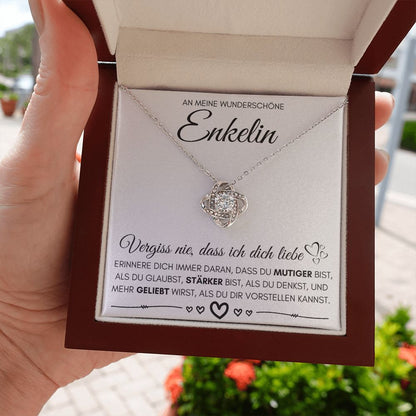 AN MEINE WUNDERSCHÖNE
Enkelin
Vergiss nie, dass ich dich liebe
ERINNERE DICH IMMER DARAN, DASS DU MUTIGER BIST,
ALS DU GLAUBST, STÄRKER BIST, ALS DU DENKST, UND
MEHR GELIEBT WIRST, ALS DU DIR VORSTELLEN KANNST.